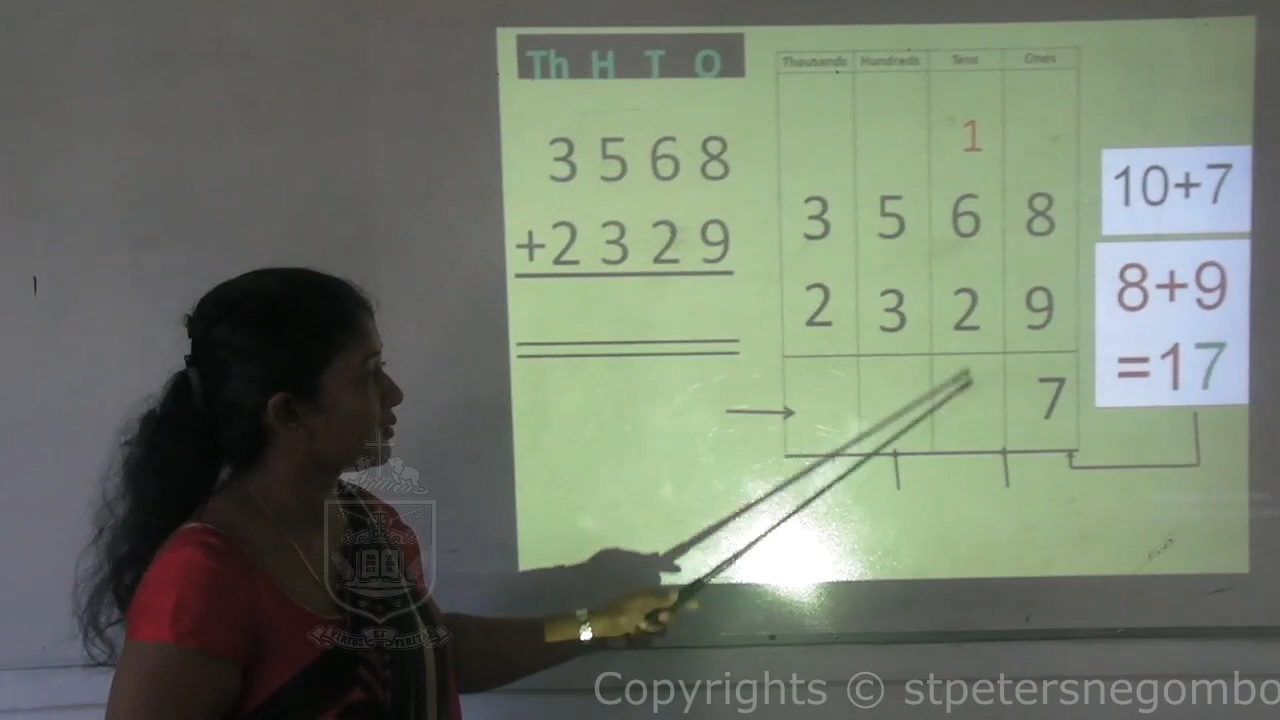 Th H T O
3 5 6 8
+2 3 2 9
Thousands Hundreds Tens Ones
1
3 5 6 8
2 3 2 9
7
10+7
8+9
=17
Copyrights © stpetersnegombo